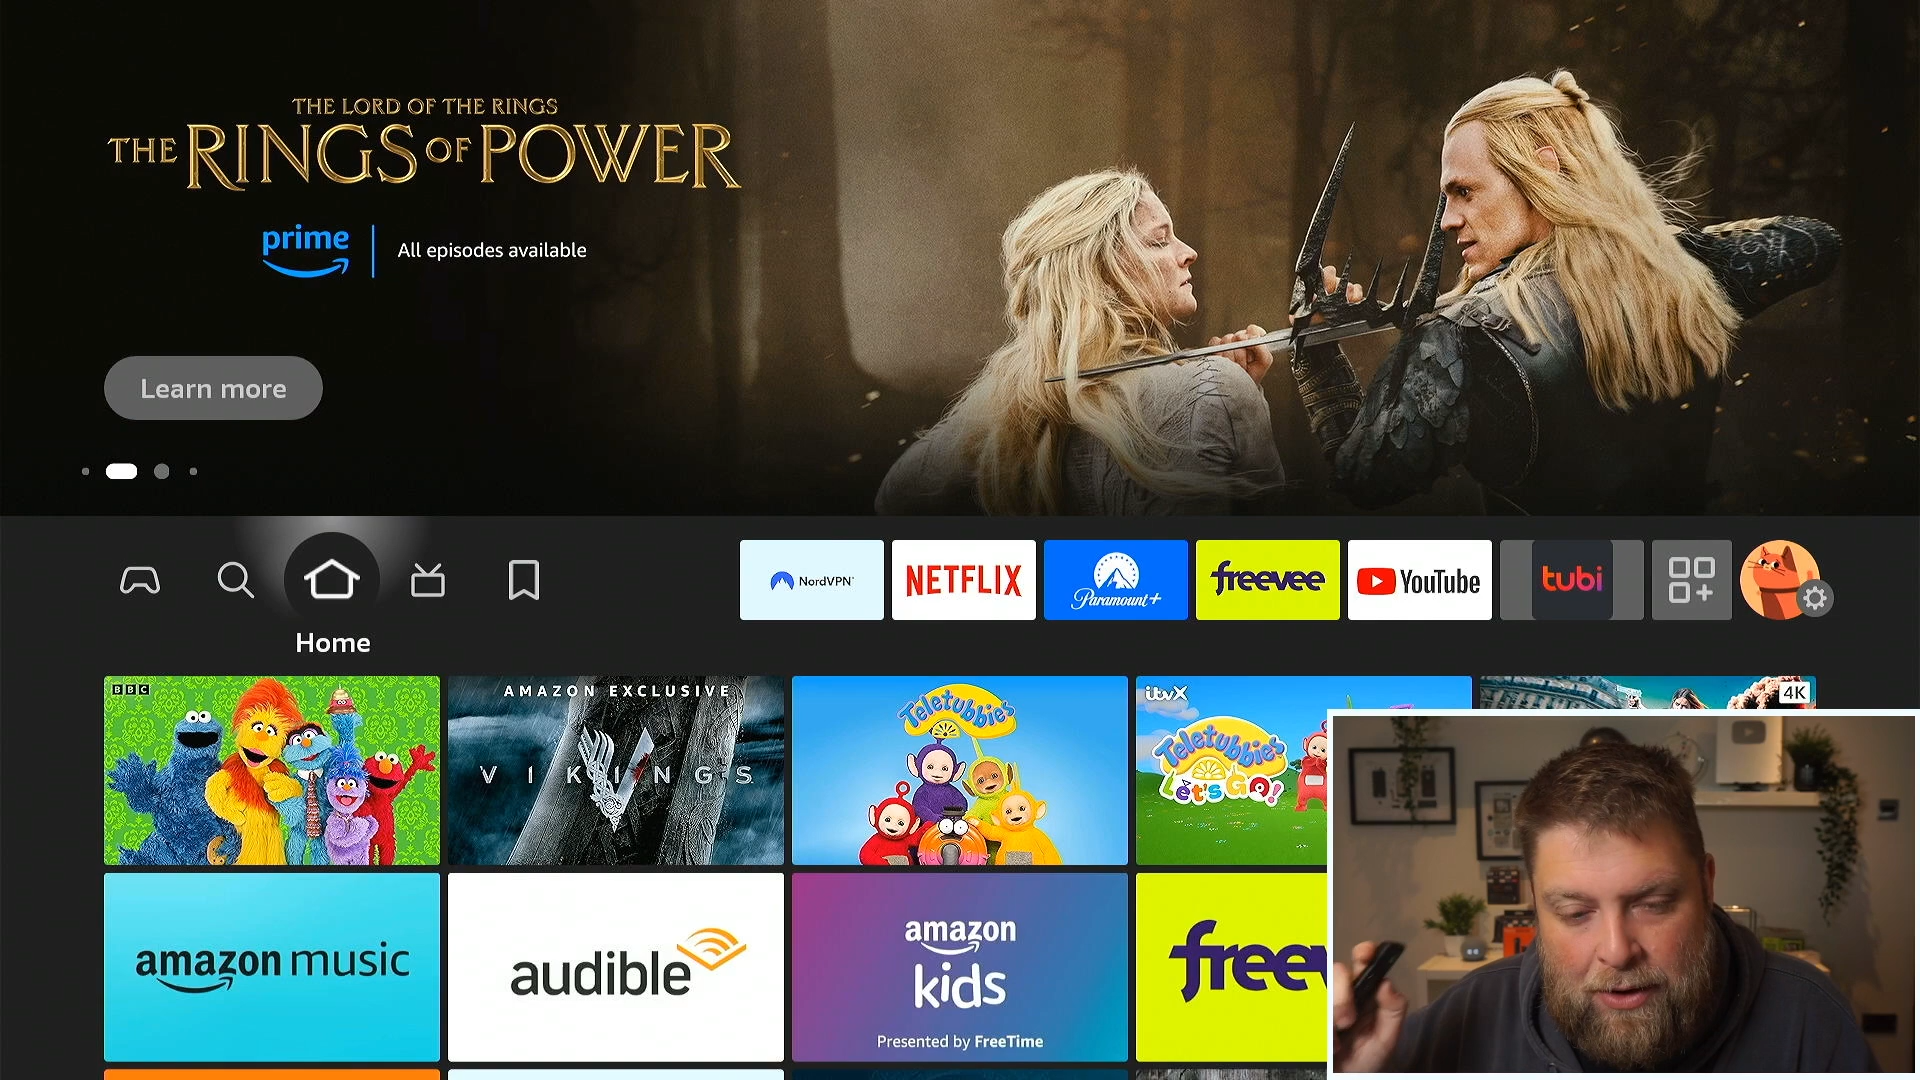 THE LORD OF THE RINGS
THE RINGS OF POWER
prime
All episodes available
Learn more
NordVPN
NETFLIX
Paramount+
freevee
YouTube
tubi
Home
BBC
AMAZON EXCLUSIVE
VIKINGS
Teletubbies
itvX
Teletubbies
Let's GO!
4K
amazon music
audible
amazon
kids
Presented by FreeTime
freev